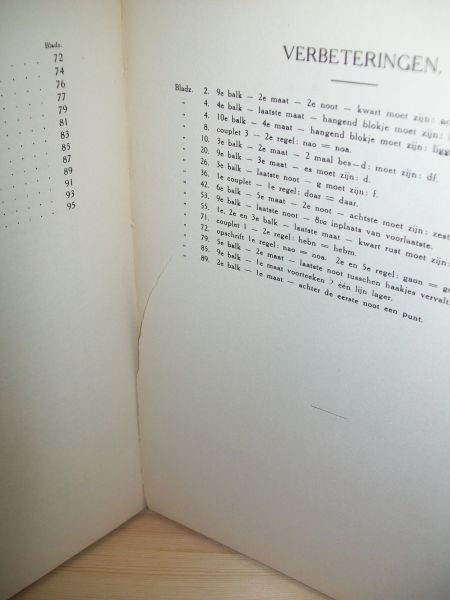 Bladz.
72
74
76
77
79
81
83
85
87
89
91
93
95
VERBETERINGEN.
Bladz. 2. 9e balk — 2e maat — 2e noot — kwart moet zijn:
„ 4. 4e balk — laatste maat — hangend blokje moet zijn:
„ 4. 10e balk — 4e maat — hangend blokje moet zijn: ligg
„ 8. couplet 3 — 2e regel: nao = noa.
„ 10. 3e balk — 2e maat — 2 maal bes—d: moet zijn: df.
„ 20. 9e balk — 3e maat — es moet zijn: d.
„ 26. 3e balk — laatste noot — g moet zijn: f.
„ 36. 1e couplet — 1e regel: doar = daar.
„ 42. 6e balk — 5e maat — 2e noot — achtste moet zijn: zest
„ 53. 9e balk — laatste noot — 8va inplaats van voorlaatste.
„ 55. 1e, 2e en 3e balk — laatste maat — kwart rust moet zijn:
„ 71. couplet 1 — 2e regel: hebn = hebm.
„ 72. opschrift 1e regel: nao = noa. 2e en 5e regel: gaon =
„ 79. 5e balk — 2e maat — laatste noot tusschen haakjes vervalt.
„ 85. 9e balk — 1e maat voorteeken één lijn lager.
„ 89. 2e balk — 1e maat — achter de eerste noot een punt.